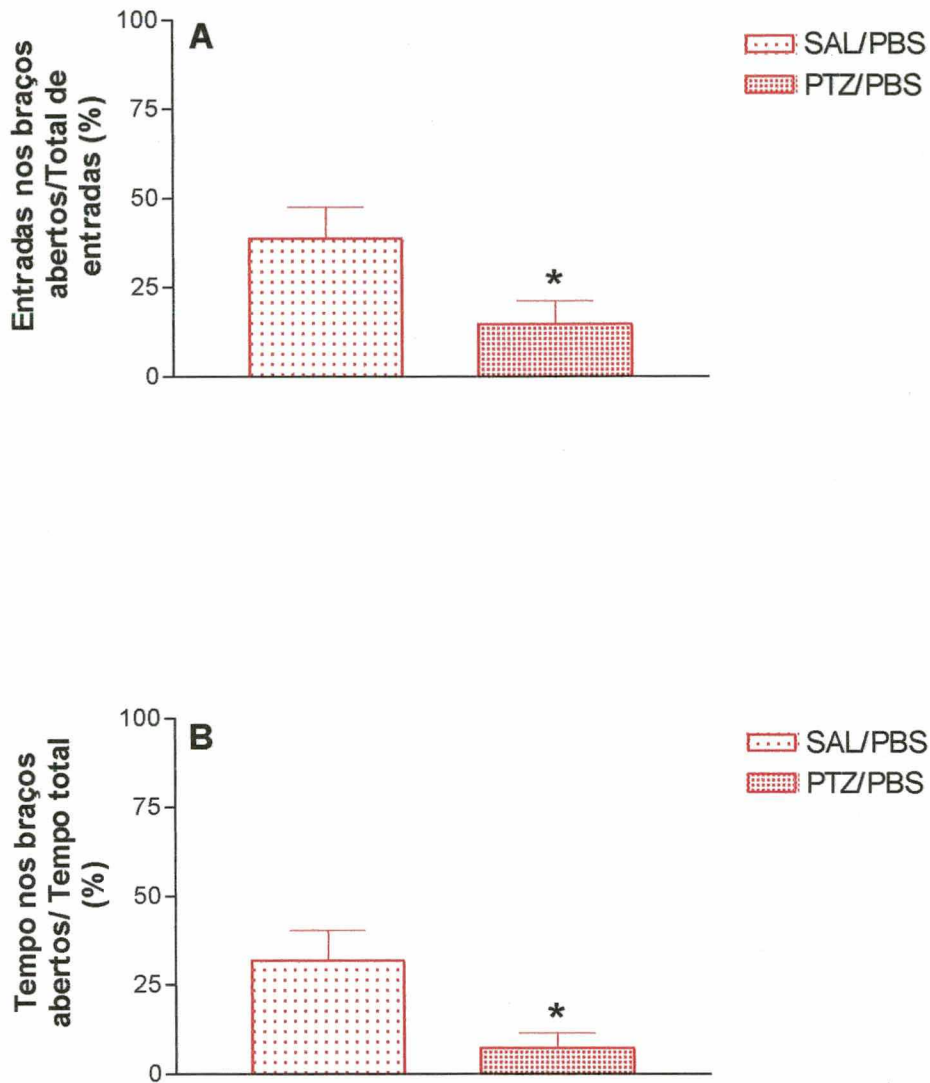 A
Entradas nos braços
abertos/Total de
entradas (%)
100
75
50
25
0
*
SAL/PBS
PTZ/PBS
B
Tempo nos braços
abertos/ Tempo total
(%)
100
75
50
25
0
*
SAL/PBS
PTZ/PBS